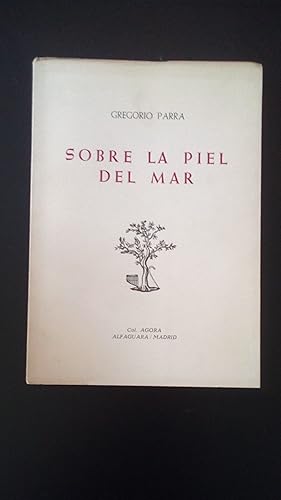 GREGORIO PARRA
SOBRE LA PIEL
DEL MAR
Col. AGORA
ALFAGUARA / MADRID